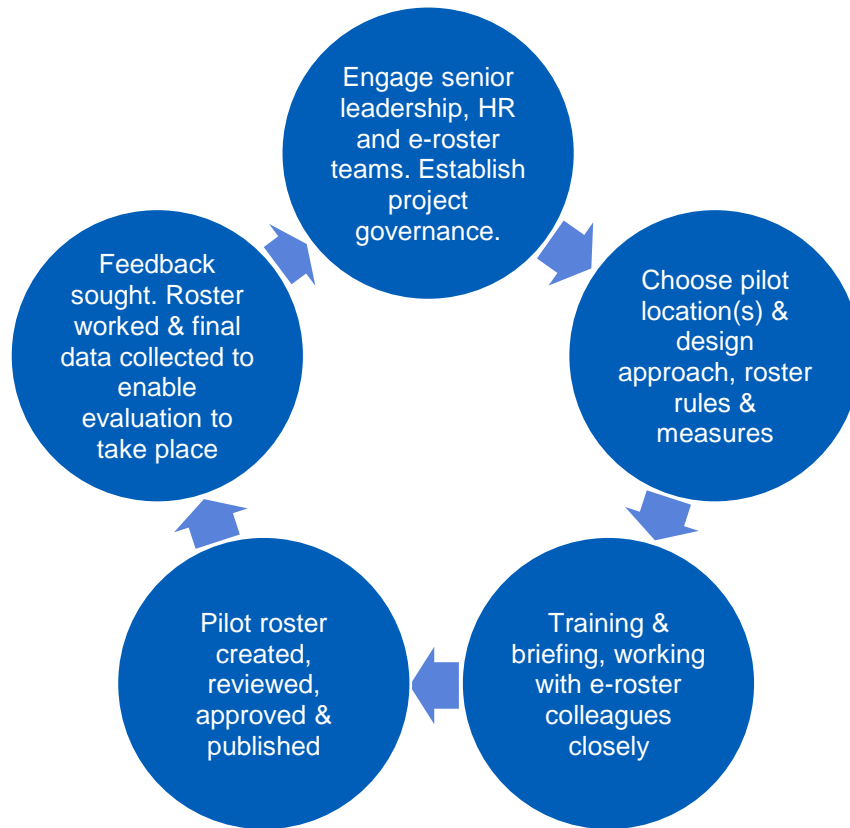 Engage senior
leadership, HR
and e-roster
teams. Establish
project
governance.
Choose pilot
location(s) &
design
approach, roster
rules &
measures
Training &
briefing, working
with e-roster
colleagues
closely
Pilot roster
created,
reviewed,
approved &
published
Feedback
sought. Roster
worked & final
data collected to
enable
evaluation to
take place